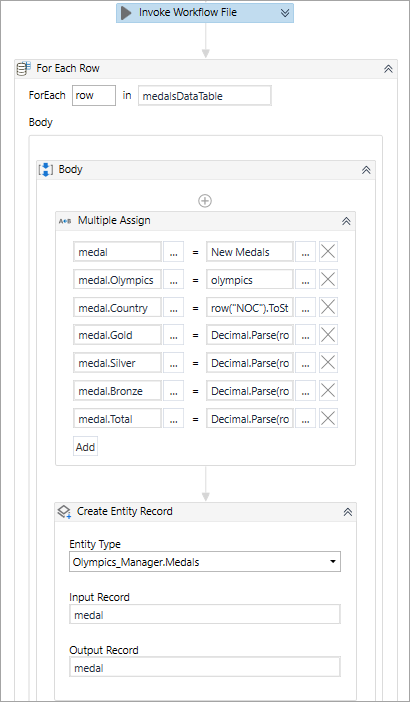 Invoke Workflow File
For Each Row
ForEach row in medalsDataTable
Body
Body
A+B Multiple Assign
medal ... = New Medals ...
medal.Olympics ... = olympics ...
medal.Country ... = row("NOC").ToSt ...
medal.Gold ... = Decimal.Parse(ro ...
medal.Silver ... = Decimal.Parse(ro ...
medal.Bronze ... = Decimal.Parse(ro ...
medal.Total ... = Decimal.Parse(ro ...
Add
Create Entity Record
Entity Type
Olympics_Manager.Medals
Input Record
medal
Output Record
medal